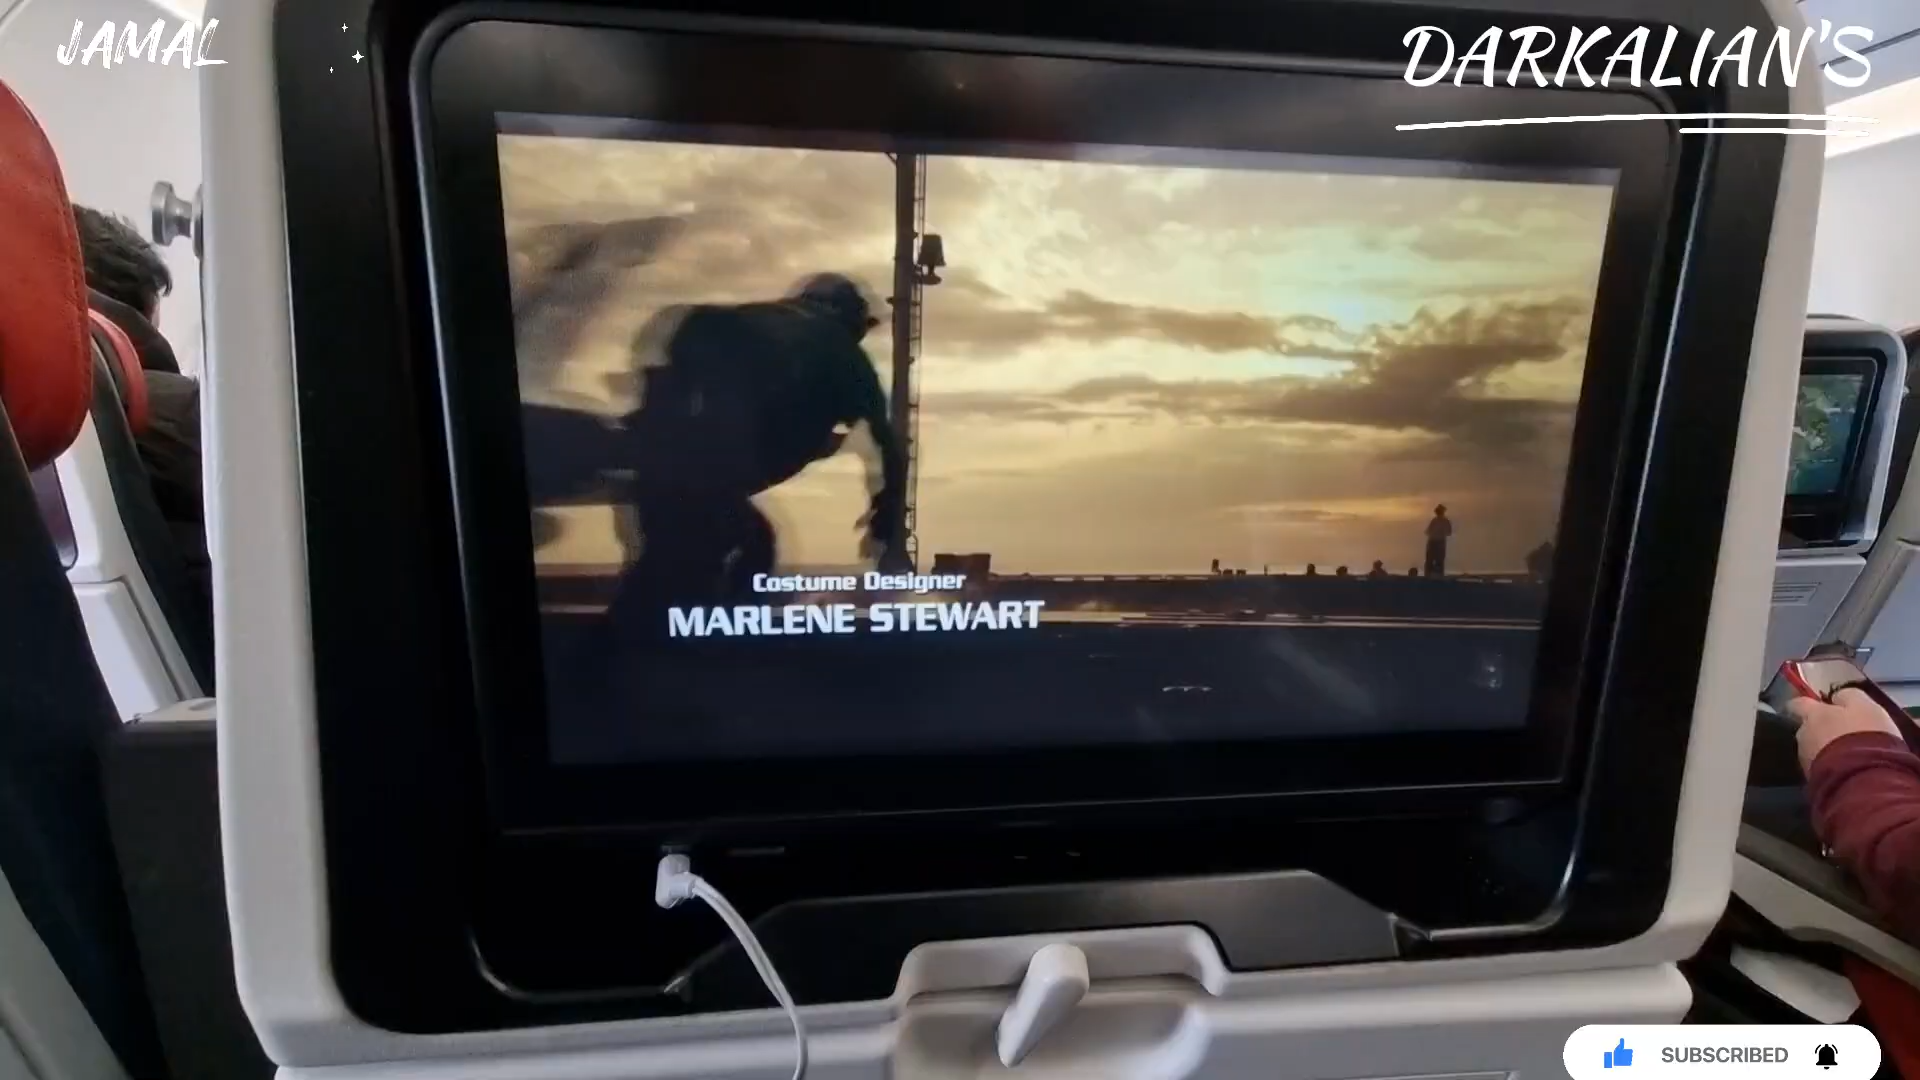 JAMAL
DARKALIAN'S
Costume Designer
MARLENE STEWART
SUBSCRIBED